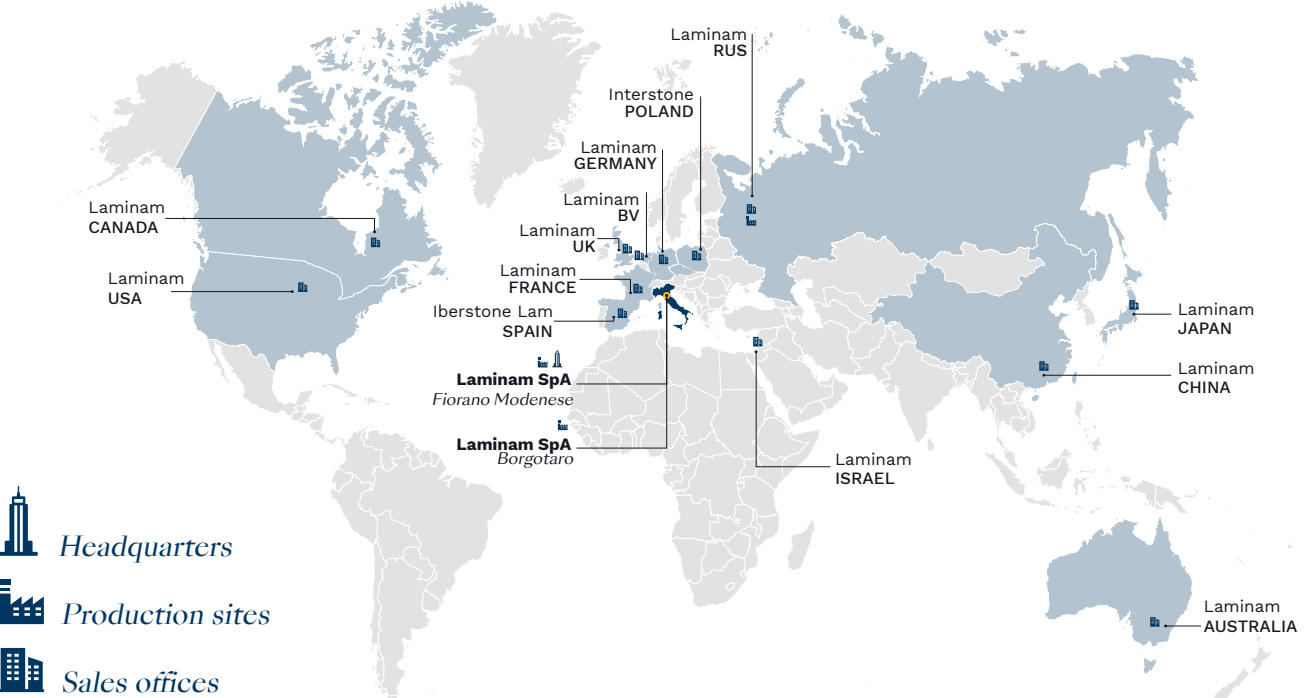 Laminam
RUS
Interstone
POLAND
Laminam
GERMANY
Laminam
BV
Laminam
UK
Laminam
FRANCE
Iberstone Lam
SPAIN
Laminam
CANADA
Laminam
USA
Laminam SpA
Fiorano Modenese
Laminam SpA
Borgotaro
Laminam
JAPAN
Laminam
CHINA
Laminam
ISRAEL
Laminam
AUSTRALIA
Headquarters
Production sites
Sales offices